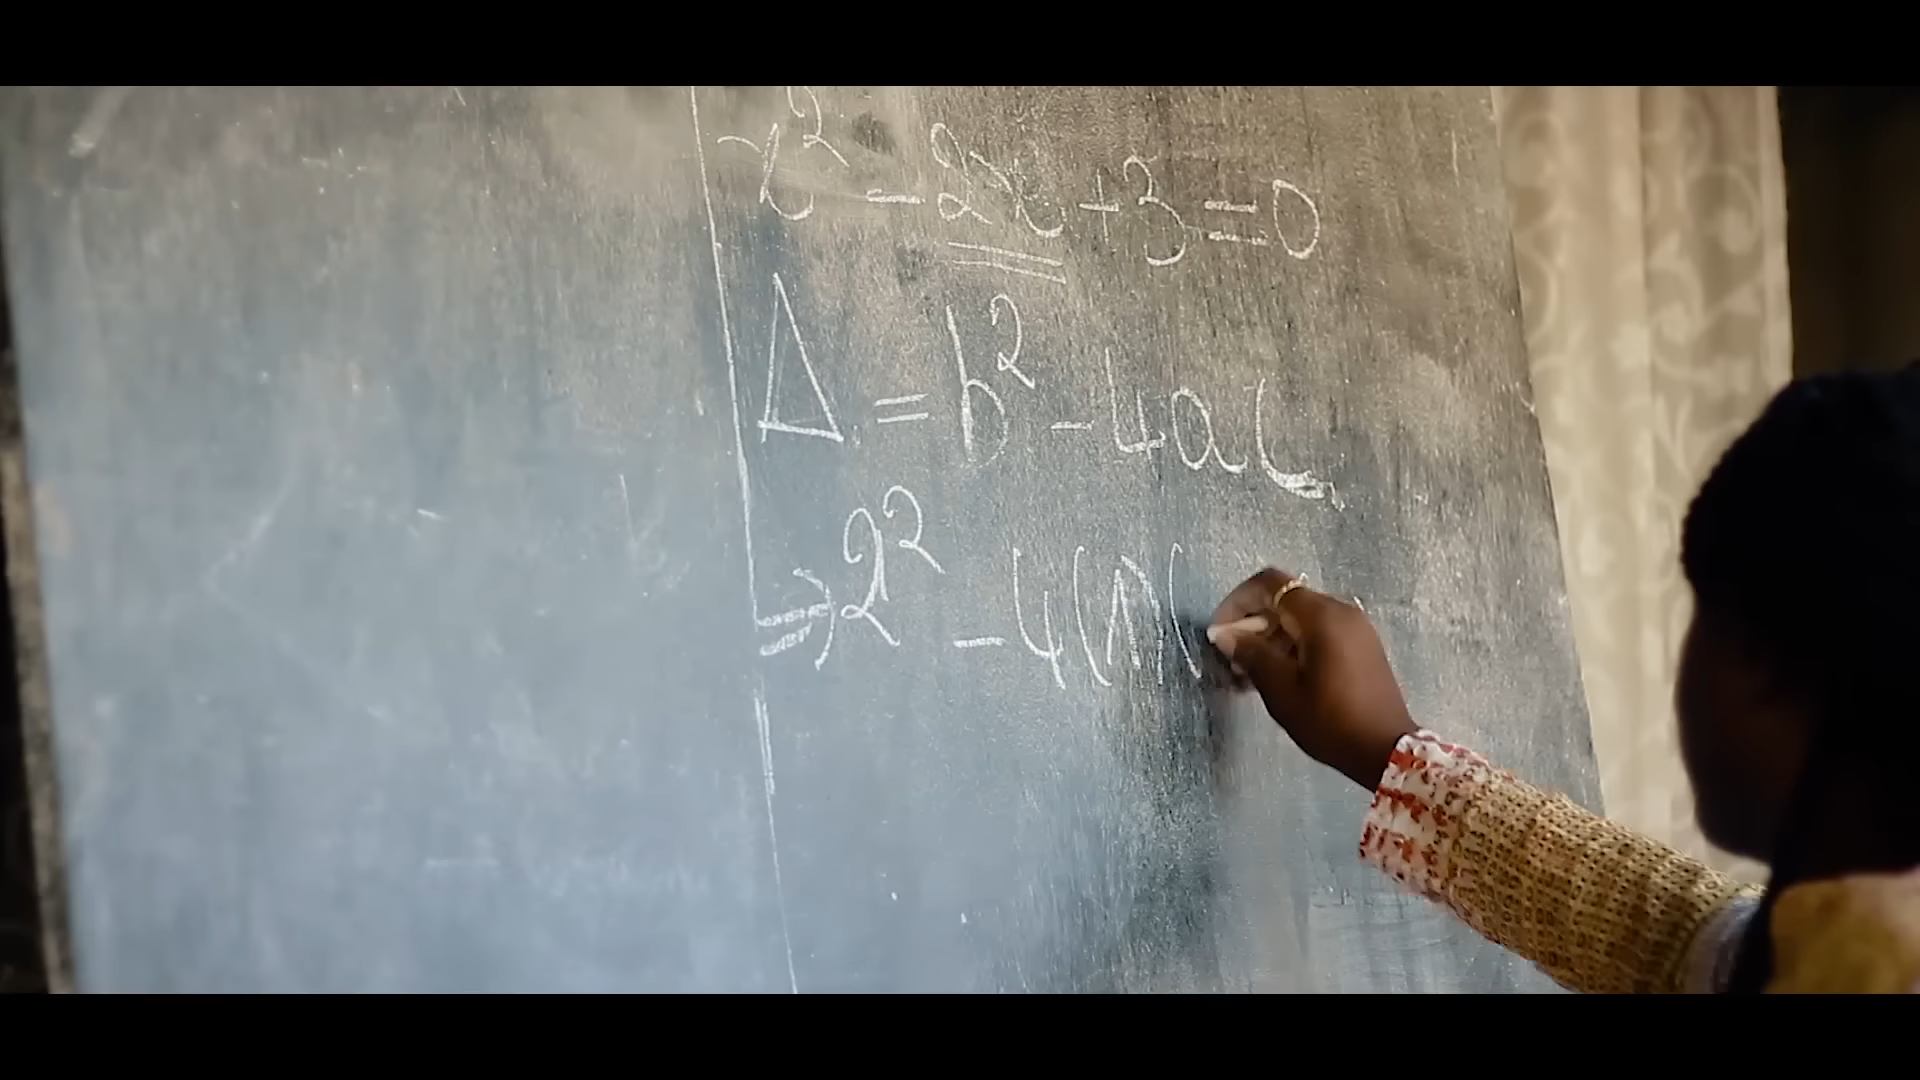 x² - 2x + 3 = 0
Δ = b² - 4ac
⇒ 2² - 4(1)(